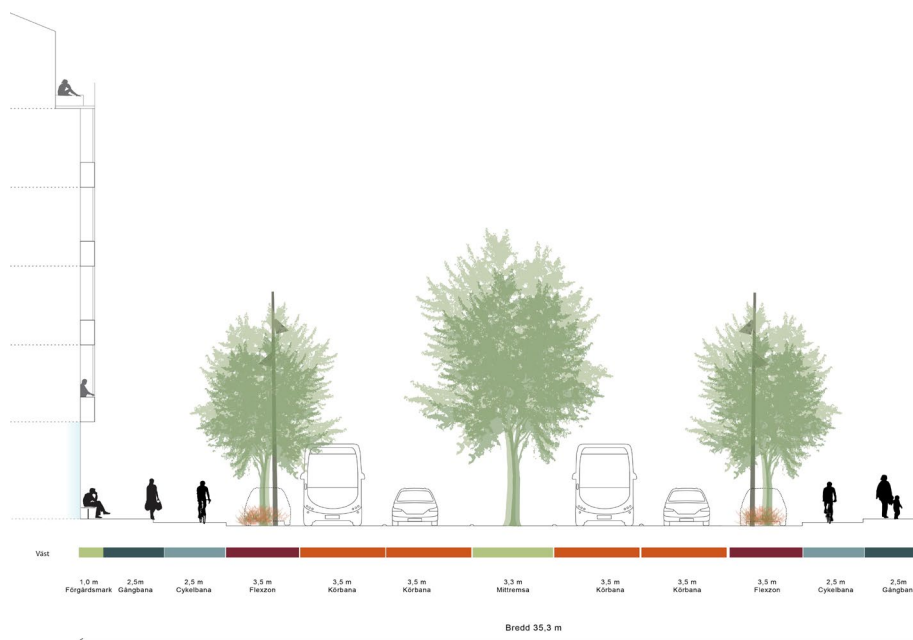 Väst
1,0 m
Förgårdsmark
2,5m
Gångbana
2,5 m
Cykelbana
3,5 m
Flexzon
3,5 m
Körbana
3,5 m
Körbana
3,3 m
Mittremsa
3,5 m
Körbana
3,5 m
Körbana
3,5 m
Flexzon
2,5 m
Cykelbana
2,5m
Gångban
Bredd 35,3 m